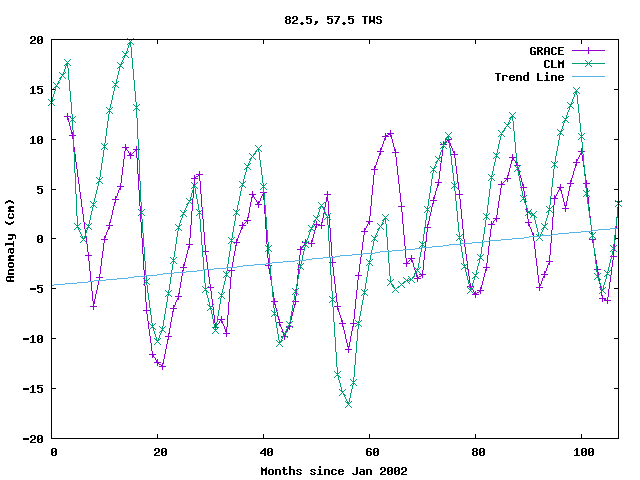 82.5, 57.5 TWS
GRACE
CLM
Trend Line
20
15
10
5
0
-5
-10
-15
-20
Anomaly (cm)
0 20 40 60 80 100
Months since Jan 2002